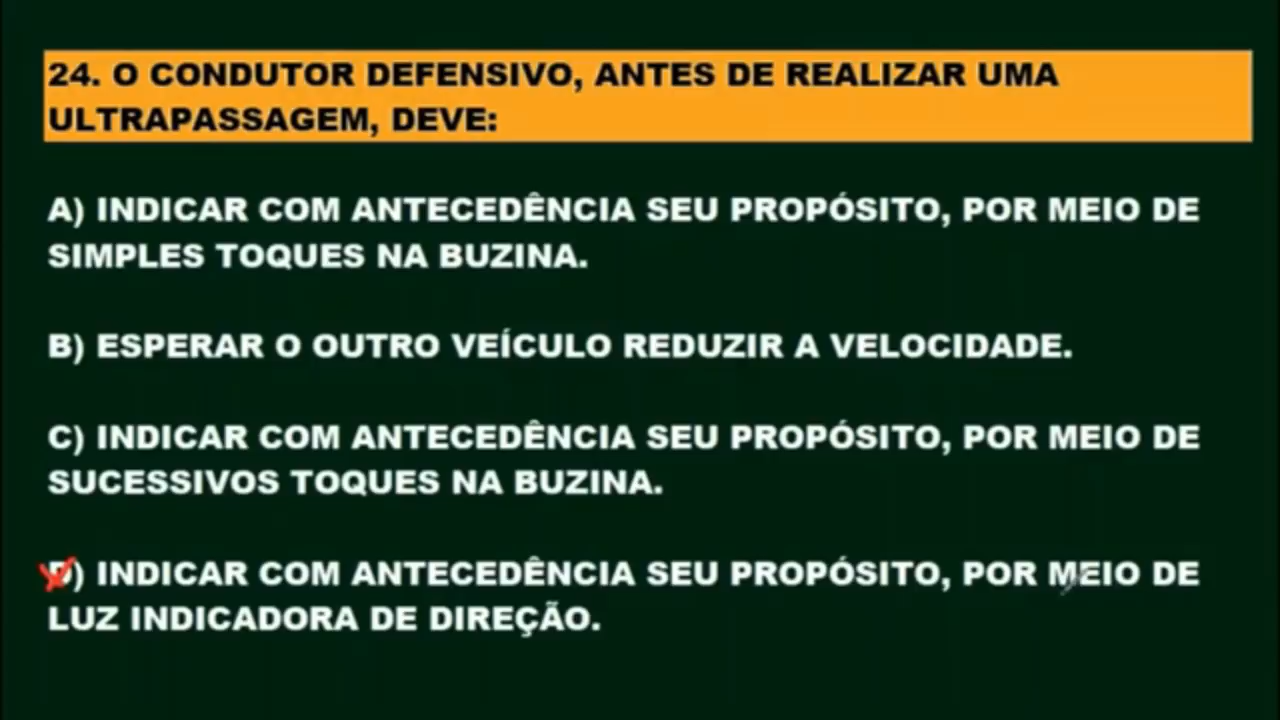 24. O CONDUTOR DEFENSIVO, ANTES DE REALIZAR UMA
ULTRAPASSAGEM, DEVE:
A) INDICAR COM ANTECEDÊNCIA SEU PROPÓSITO, POR MEIO DE
SIMPLES TOQUES NA BUZINA.
B) ESPERAR O OUTRO VEÍCULO REDUZIR A VELOCIDADE.
C) INDICAR COM ANTECEDÊNCIA SEU PROPÓSITO, POR MEIO DE
SUCESSIVOS TOQUES NA BUZINA.
D) INDICAR COM ANTECEDÊNCIA SEU PROPÓSITO, POR MEIO DE
LUZ INDICADORA DE DIREÇÃO.